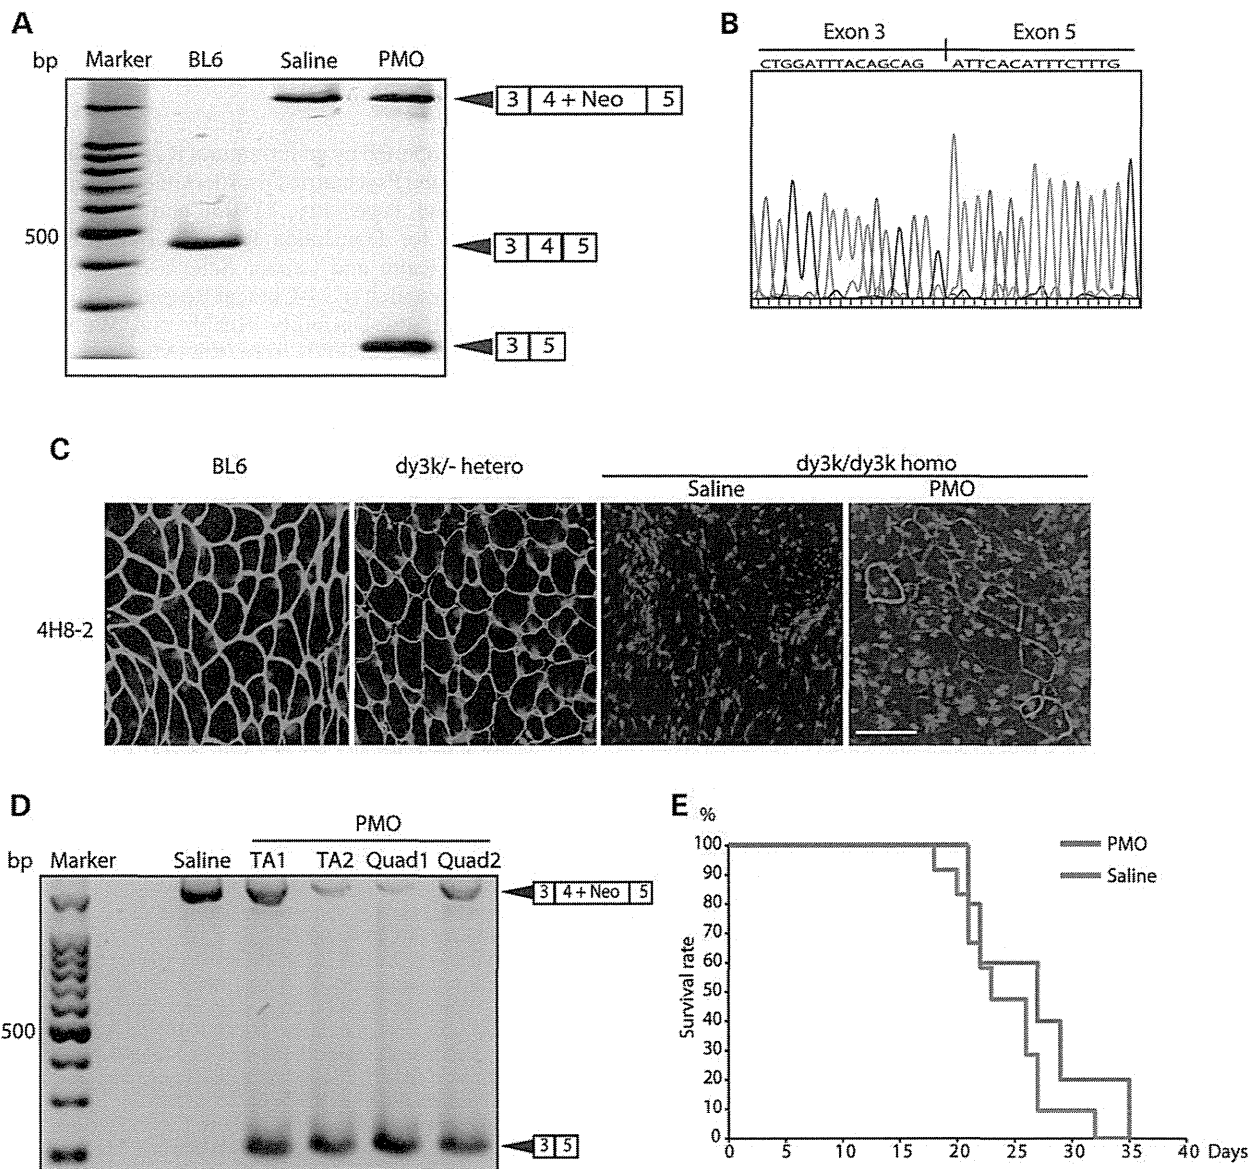 A
bp Marker BL6 Saline PMO
3 4 + Neo 5
500
3 4 5
3 5
B
Exon 3 Exon 5
CTGGATTTACAGCAG ATTCACATTTCTTTG
C
BL6 dy3k/- hetero dy3k/dy3k homo
Saline PMO
4H8-2
D
PMO
bp Marker Saline TA1 TA2 Quad1 Quad2
3 4 + Neo 5
500
3 5
E
%
Survival rate
100
90
80
70
60
50
40
30
20
10
0
0 5 10 15 20 25 30 35 40 Days
PMO
Saline